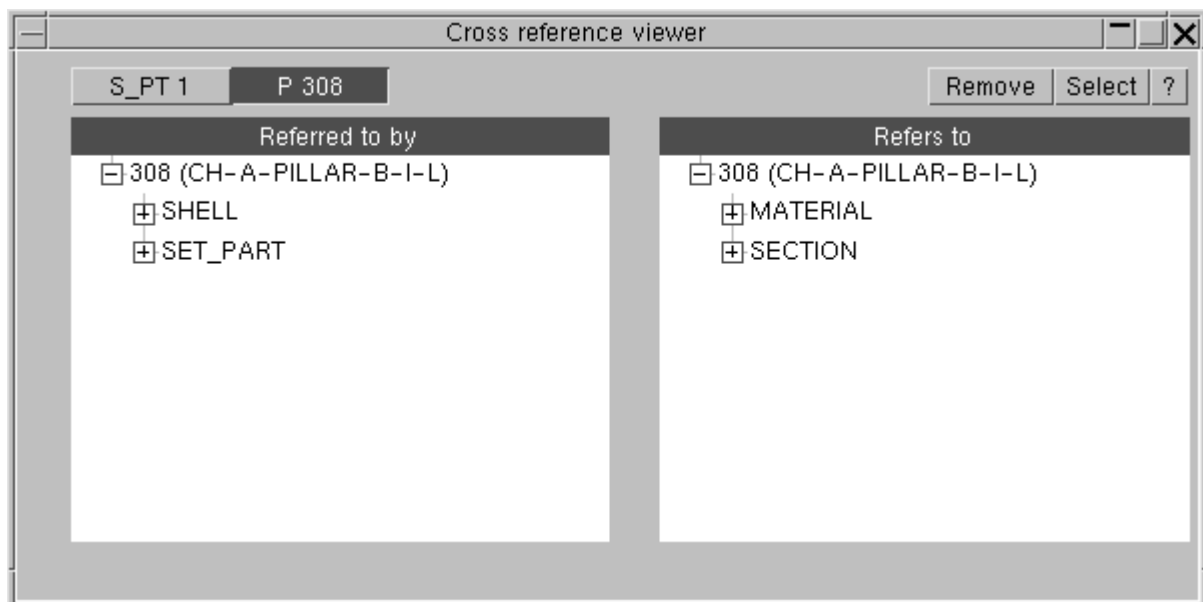 Cross reference viewer
S_PT 1 P 308 Remove Select ?
Referred to by
308 (CH-A-PILLAR-B-I-L)
SHELL
SET_PART
Refers to
308 (CH-A-PILLAR-B-I-L)
MATERIAL
SECTION